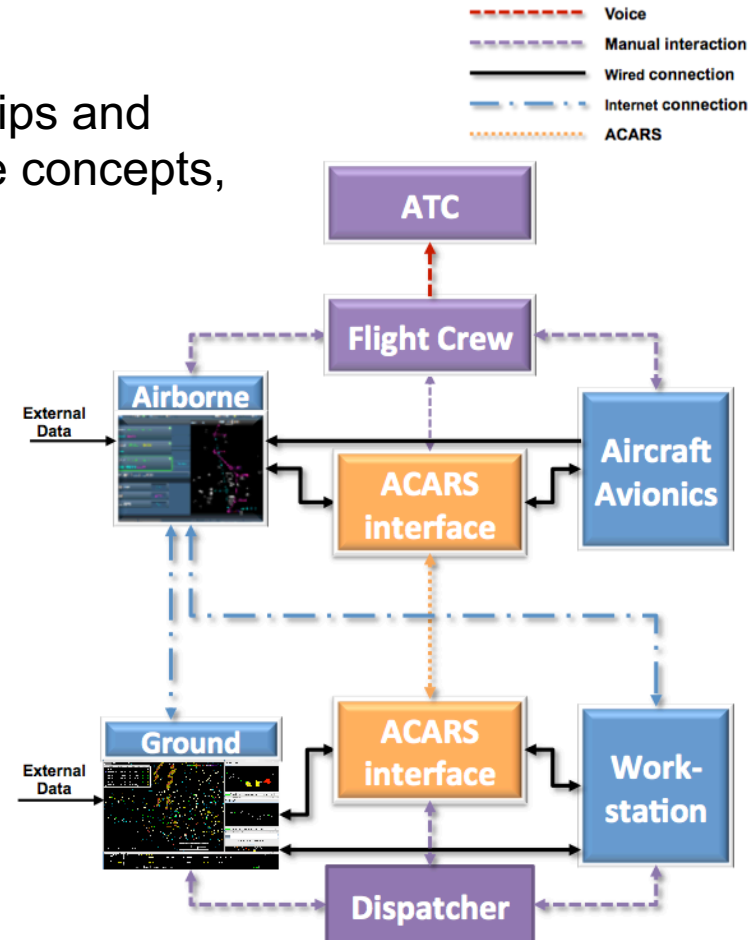 Voice
Manual interaction
Wired connection
Internet connection
ACARS
ips and
e concepts,
ATC
Flight Crew
Airborne
External
Data
Aircraft
Avionics
ACARS
interface
Ground
External
Data
ACARS
interface
Work-
station
Dispatcher